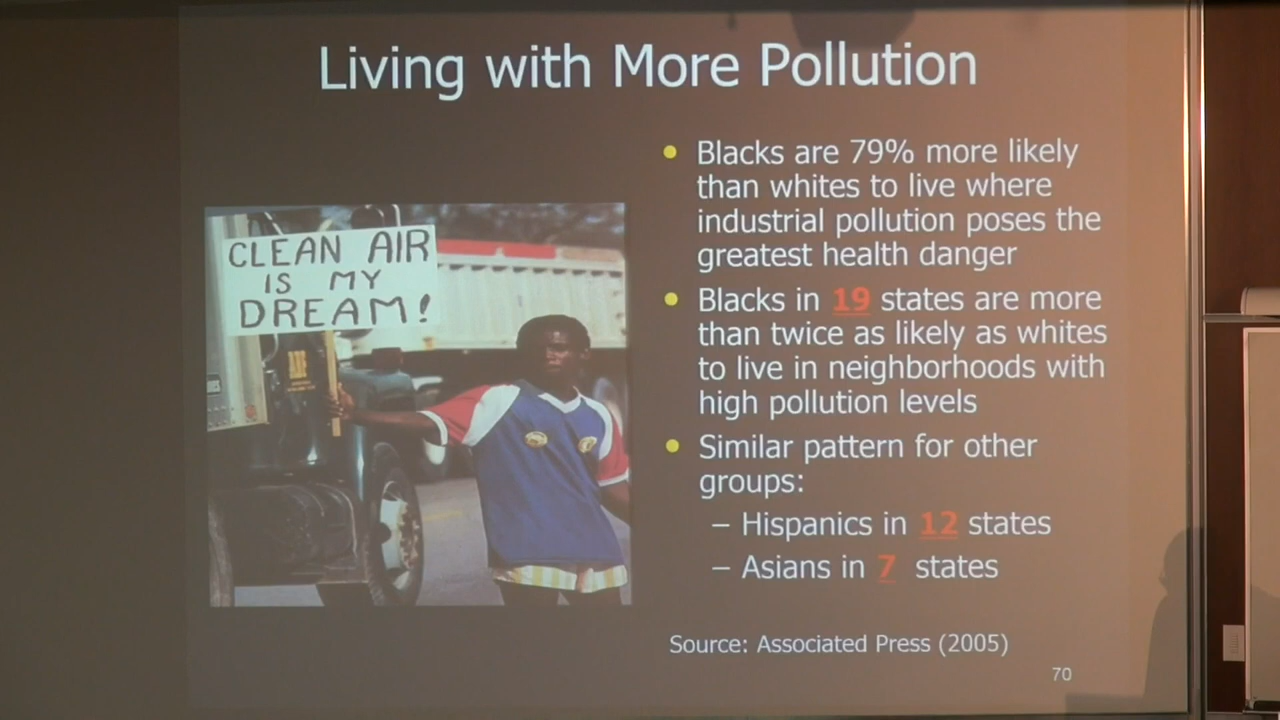 Living with More Pollution
CLEAN AIR
IS MY
DREAM!
• Blacks are 79% more likely
than whites to live where
industrial pollution poses the
greatest health danger
• Blacks in 19 states are more
than twice as likely as whites
to live in neighborhoods with
high pollution levels
• Similar pattern for other
groups:
– Hispanics in 12 states
– Asians in 7 states
Source: Associated Press (2005)
70